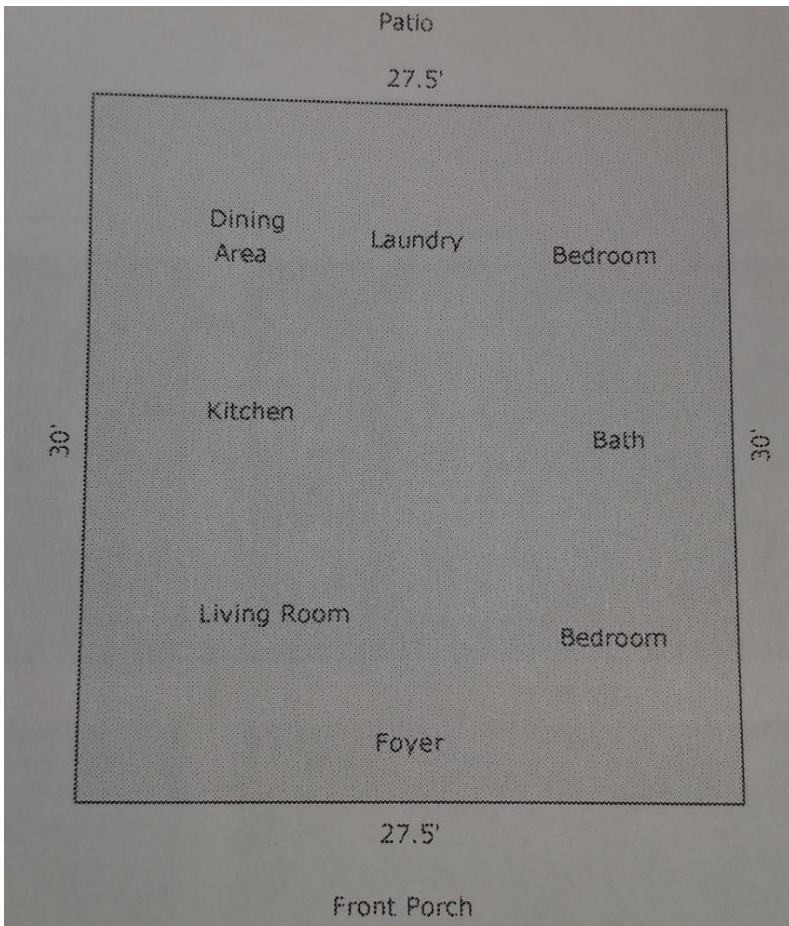 Patio
27.5'
Dining
Area
Laundry
Bedroom
Kitchen
30'
Bath
30'
Living Room
Bedroom
Foyer
27.5'
Front Porch